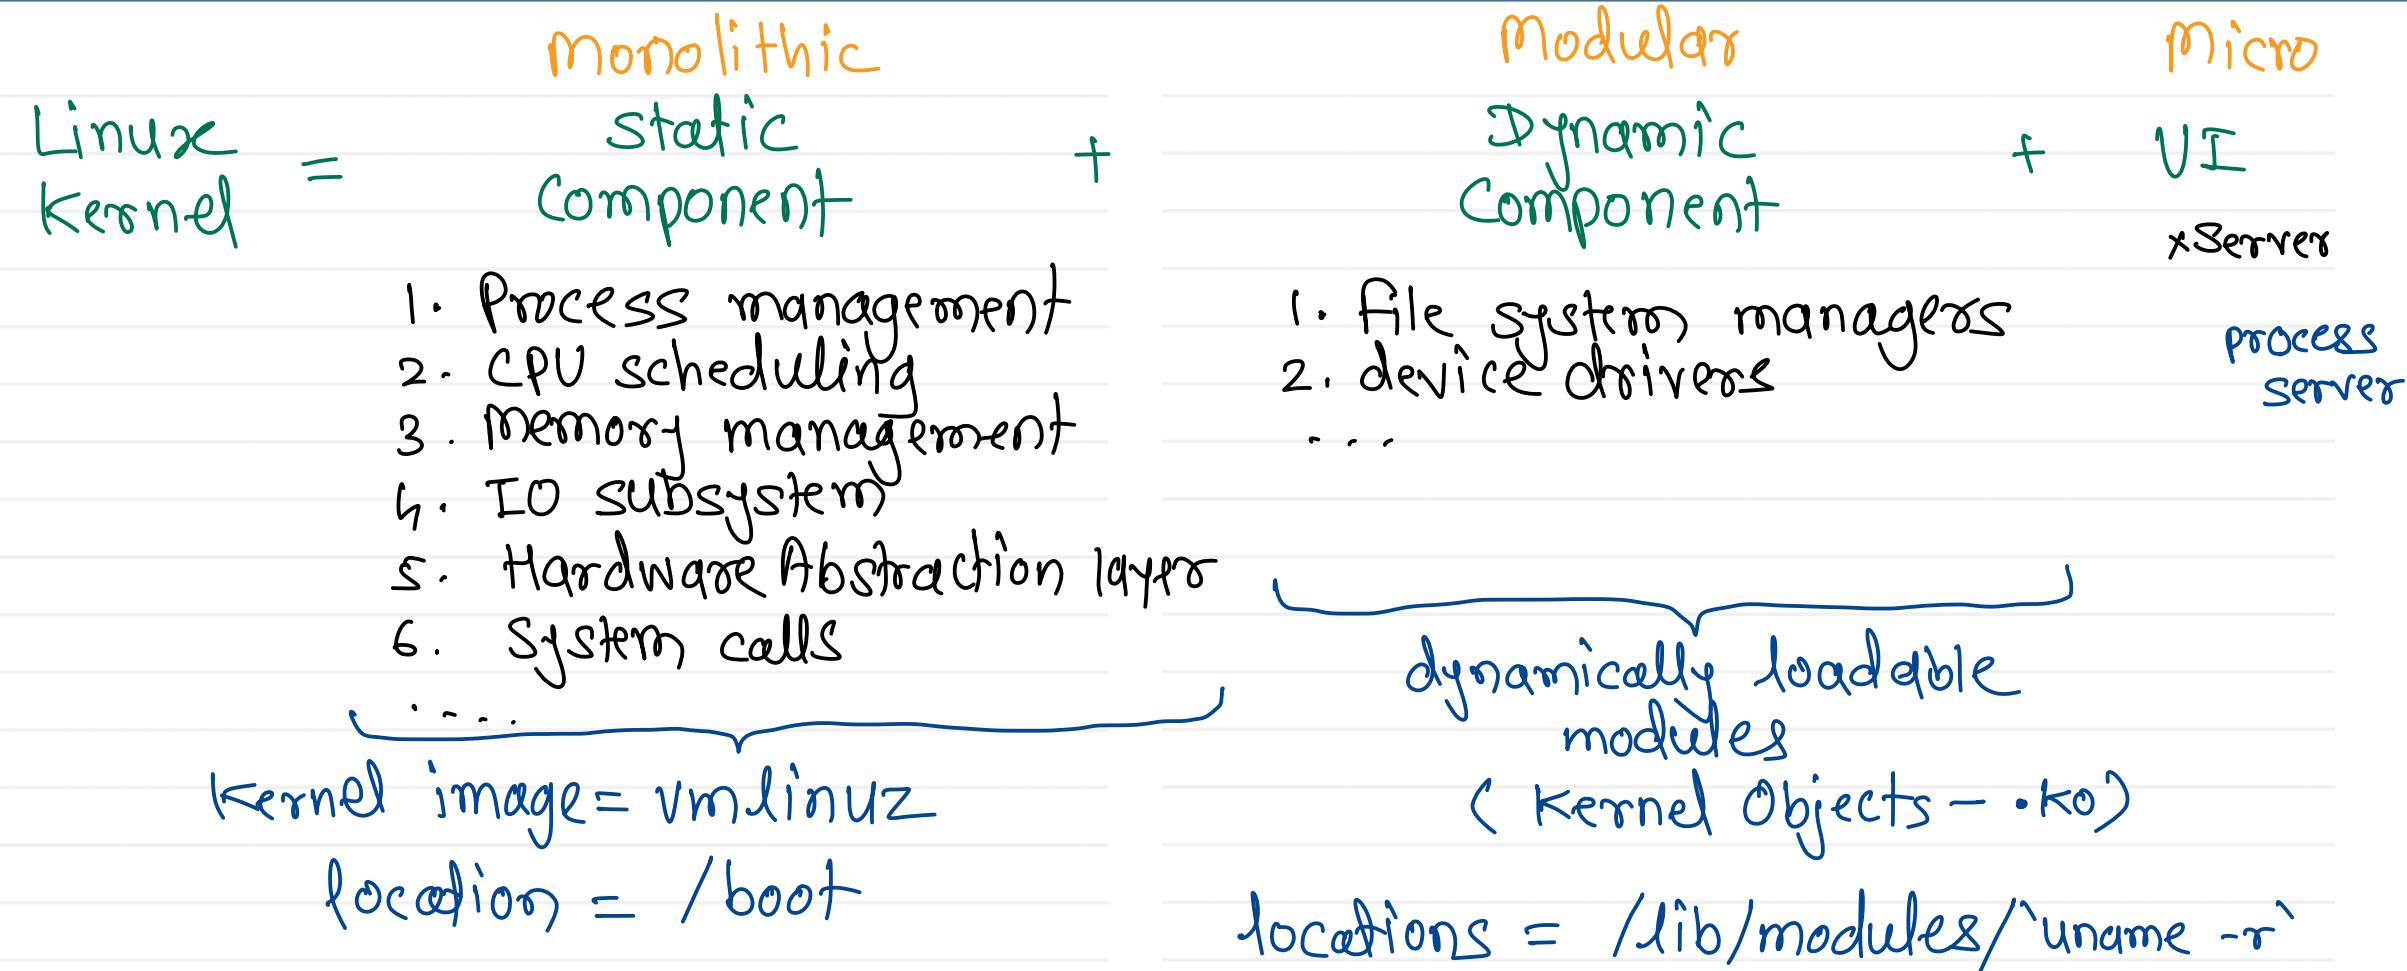 Monolithic Modular Micro
Linux Kernel = Static Component + Dynamic Component + UI
xServer
process server
1. Process management
2. CPU scheduling
3. Memory management
4. IO subsystem
5. Hardware Abstraction layer
6. System calls
.....
1. file system managers
2. device drivers
...
Kernel image = vmlinuz
location = /boot
dynamically loadable
modules
(Kernel Objects - .ko)
locations = /lib/modules/`uname -r`